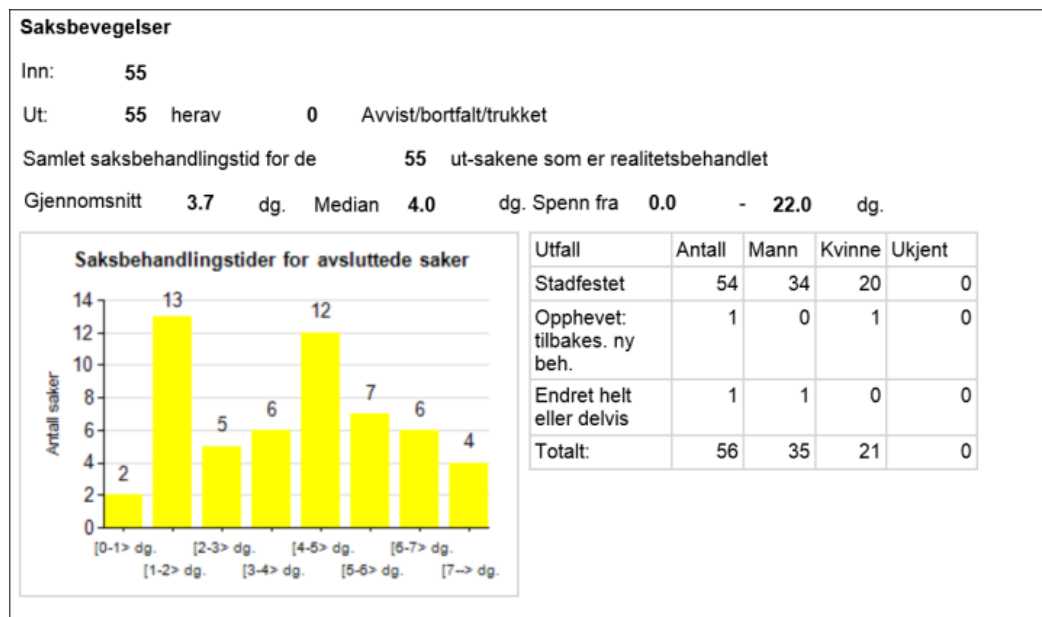 Saksbevegelser
Inn: 55
Ut: 55 herav 0 Avvist/bortfalt/trukket
Samlet saksbehandlingstid for de 55 ut-sakene som er realitetsbehandlet
Gjennomsnitt 3.7 dg. Median 4.0 dg. Spenn fra 0.0 - 22.0 dg.
Saksbehandlingstider for avsluttede saker
Antall saker
14
12
10
8
6
4
2
0
2 13 5 6 12 7 6 4
[0-1> dg. [2-3> dg. [4-5> dg. [6-7> dg.
[1-2> dg. [3-4> dg. [5-6> dg. [7--> dg.
Utfall Antall Mann Kvinne Ukjent
Stadfestet 54 34 20 0
Opphevet: 1 0 1 0
tilbakes. ny
beh.
Endret helt 1 1 0 0
eller delvis
Totalt: 56 35 21 0